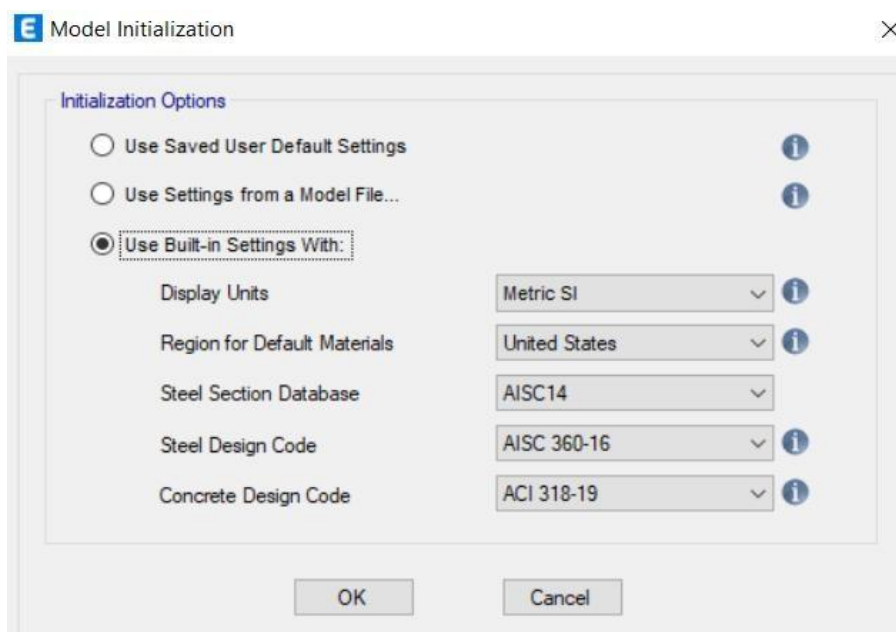 E Model Initialization
Initialization Options
Use Saved User Default Settings
Use Settings from a Model File...
Use Built-in Settings With:
Display Units Metric SI
Region for Default Materials United States
Steel Section Database AISC14
Steel Design Code AISC 360-16
Concrete Design Code ACI 318-19
OK Cancel